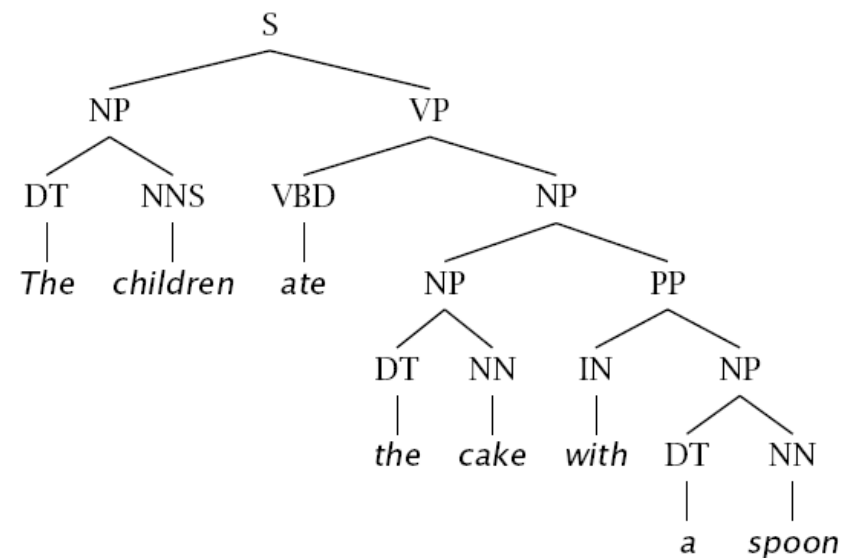 S
NP VP
DT NNS VBD NP
The children ate NP PP
DT NN IN NP
the cake with DT NN
a spoon